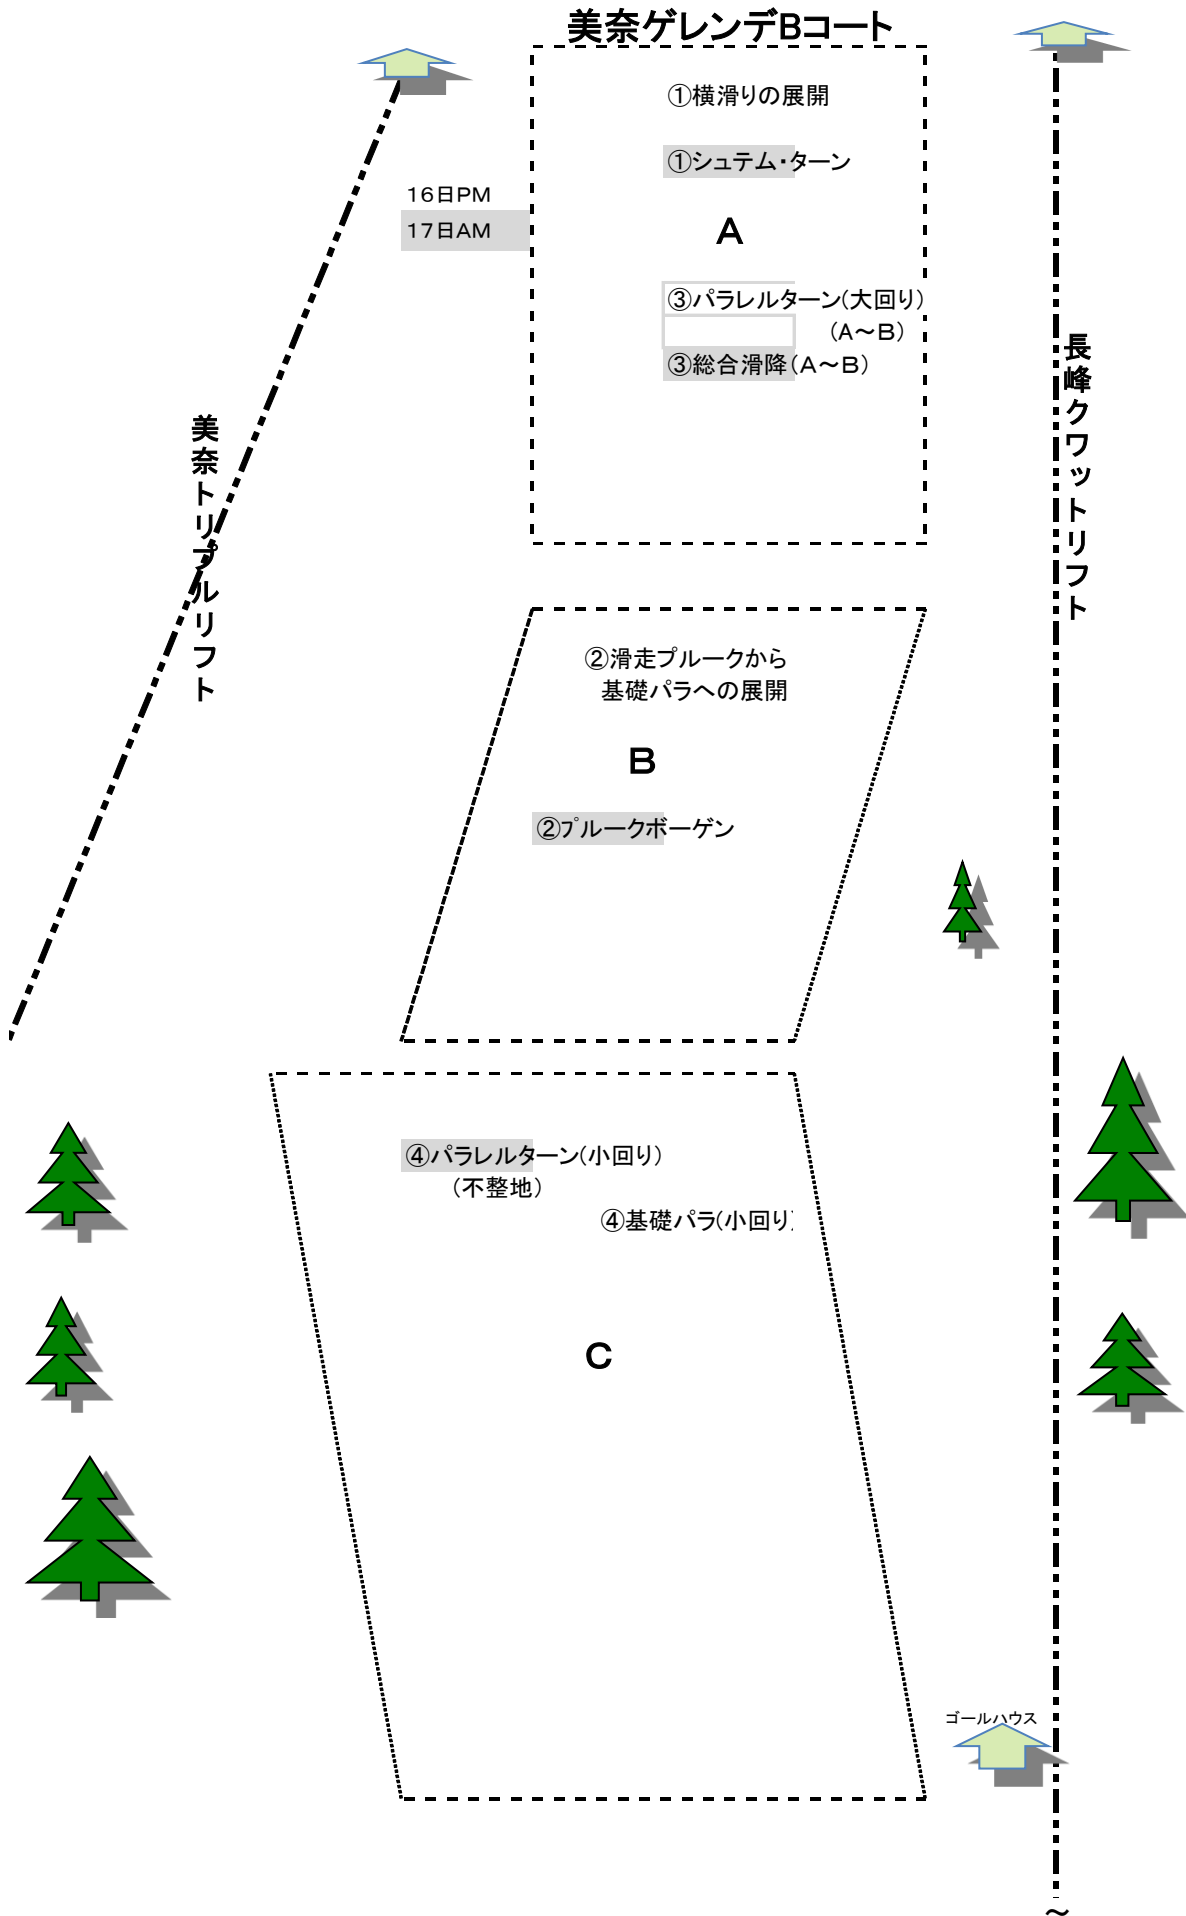 美奈ゲレンデBコート
①横滑りの展開
①シュテム・ターン
16日PM
17日AM
A
③パラレルターン(大回り)
(A～B)
③総合滑降(A～B)
美奈トリプルリフト
長峰クワットリフト
②滑走プルークから
基礎パラへの展開
B
②プルークボーゲン
④パラレルターン(小回り)
(不整地)
④基礎パラ(小回り)
C
ゴールハウス
～